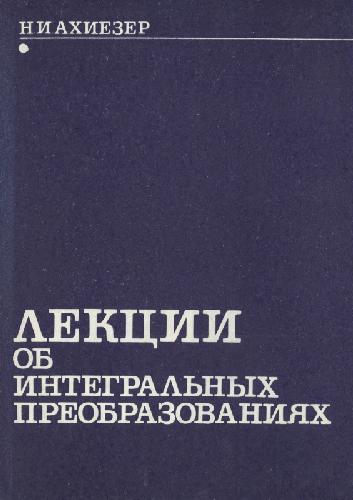 Н И АХИЕЗЕР
ЛЕКЦИИ
ОБ
ИНТЕГРАЛЬНЫХ
ПРЕОБРАЗОВАНИЯХ